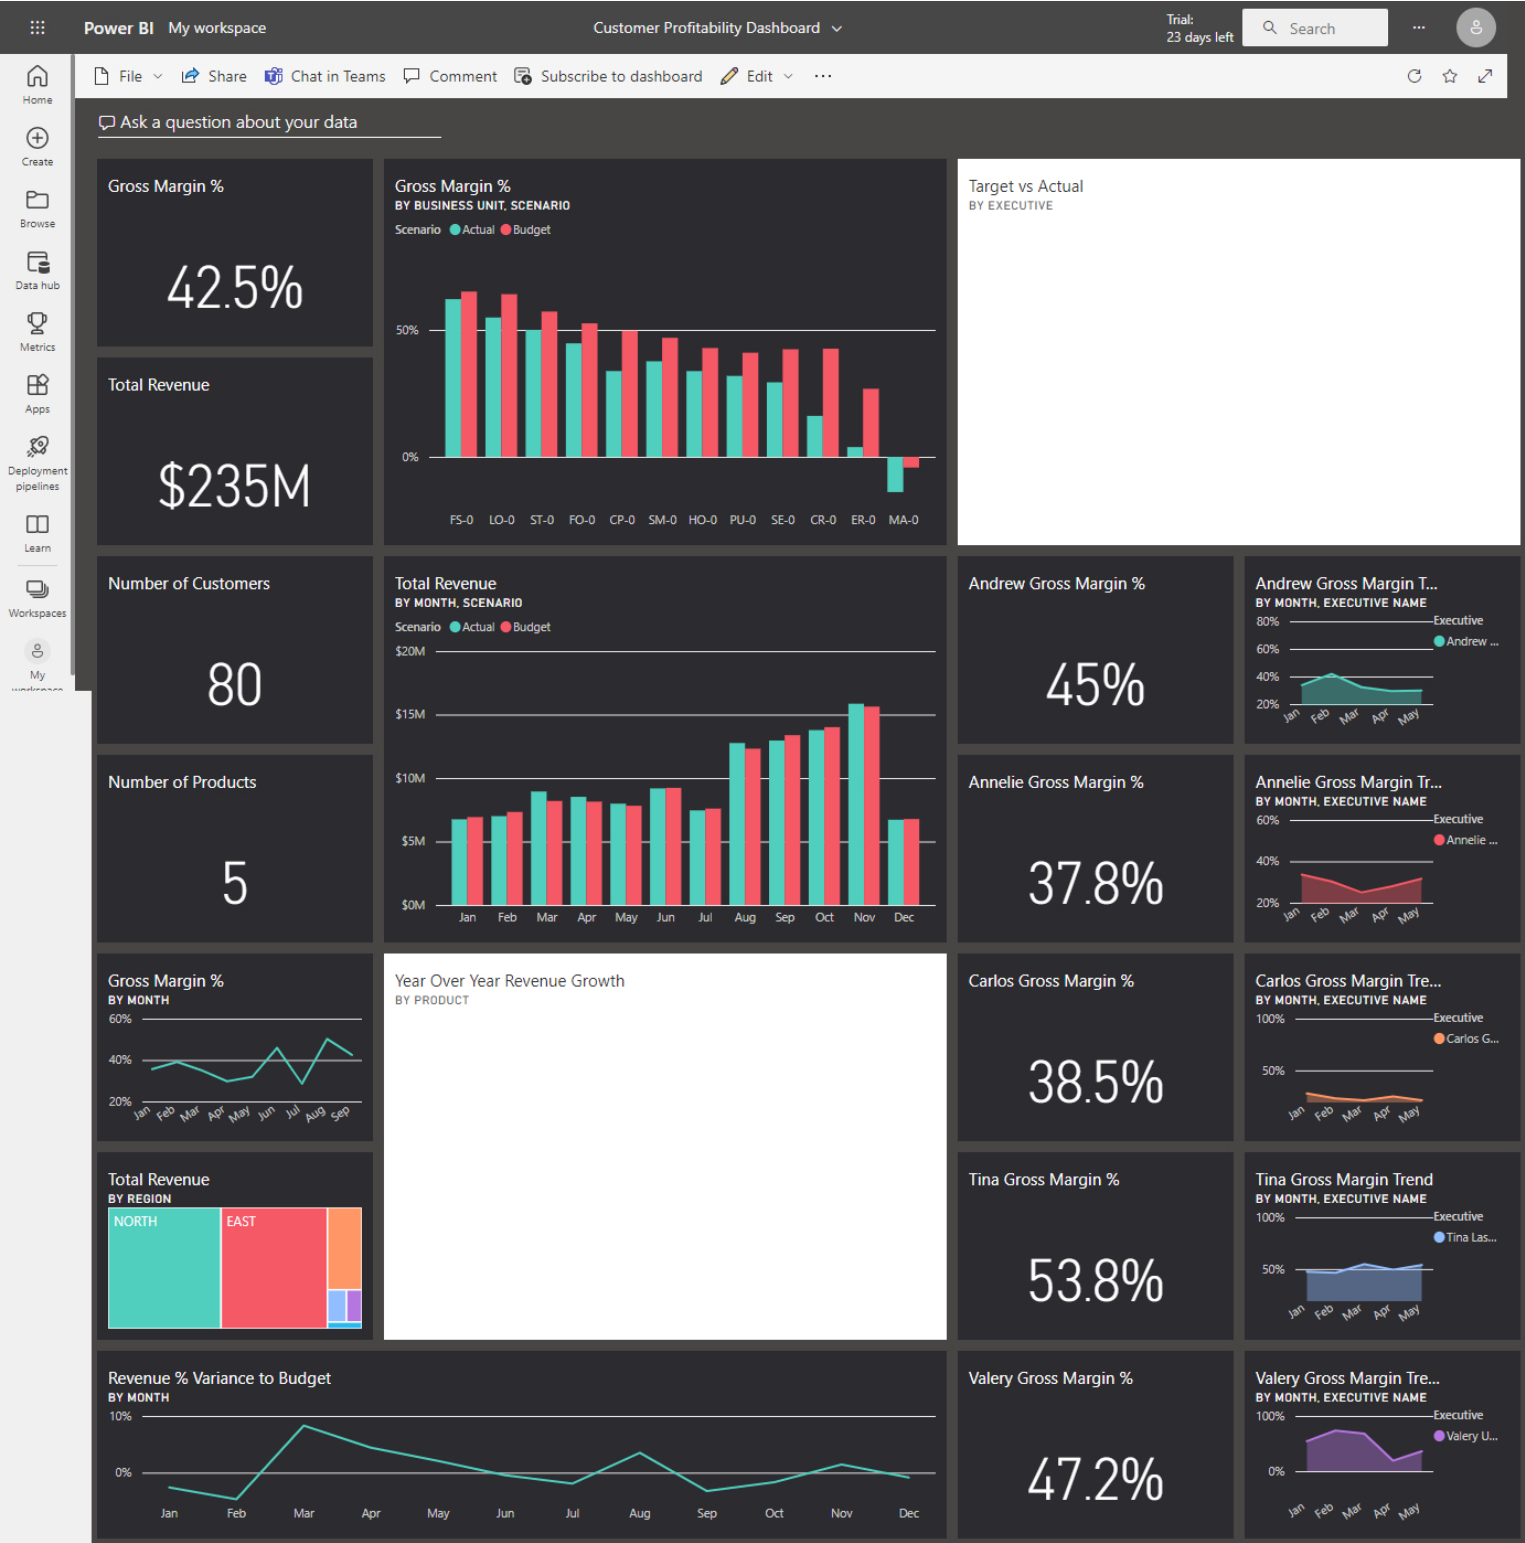 Power BI My workspace
Customer Profitability Dashboard
Trial:
23 days left
Search
Home
Create
Browse
Data hub
Metrics
Apps
Deployment
pipelines
Learn
Workspaces
My
workspace
File
Share
Chat in Teams
Comment
Subscribe to dashboard
Edit
Ask a question about your data
Gross Margin %
42.5%
Total Revenue
$235M
Gross Margin %
BY BUSINESS UNIT, SCENARIO
Scenario Actual Budget
50%
0%
FS-0 LO-0 ST-0 FO-0 CP-0 SM-0 HO-0 PU-0 SE-0 CR-0 ER-0 MA-0
Target vs Actual
BY EXECUTIVE
Number of Customers
80
Number of Products
5
Total Revenue
BY MONTH, SCENARIO
Scenario Actual Budget
$20M
$15M
$10M
$5M
$0M
Jan Feb Mar Apr May Jun Jul Aug Sep Oct Nov Dec
Andrew Gross Margin %
45%
Andrew Gross Margin T...
BY MONTH, EXECUTIVE NAME
80%
60%
40%
20%
Executive
Andrew ...
Jan Feb Mar Apr May
Annelie Gross Margin %
37.8%
Annelie Gross Margin Tr...
BY MONTH, EXECUTIVE NAME
60%
40%
20%
Executive
Annelie ...
Jan Feb Mar Apr May
Gross Margin %
BY MONTH
60%
40%
20%
Jan Feb Mar Apr May Jun Jul Aug Sep
Total Revenue
BY REGION
NORTH
EAST
Year Over Year Revenue Growth
BY PRODUCT
Carlos Gross Margin %
38.5%
Carlos Gross Margin Tre...
BY MONTH, EXECUTIVE NAME
100%
50%
Executive
Carlos G...
Jan Feb Mar Apr May
Tina Gross Margin %
53.8%
Tina Gross Margin Trend
BY MONTH, EXECUTIVE NAME
100%
50%
Executive
Tina Las...
Jan Feb Mar Apr May
Revenue % Variance to Budget
BY MONTH
10%
0%
Jan Feb Mar Apr May Jun Jul Aug Sep Oct Nov Dec
Valery Gross Margin %
47.2%
Valery Gross Margin Tre...
BY MONTH, EXECUTIVE NAME
100%
0%
Executive
Valery U...
Jan Feb Mar Apr May